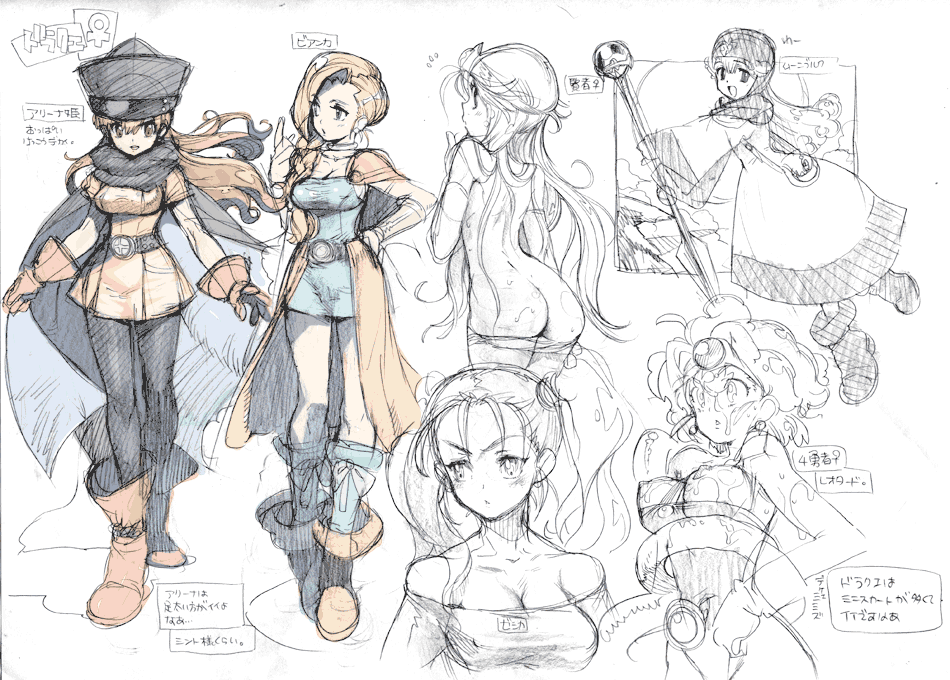 ドラクエ♀
アリーナ姫
おっぱい
ビアンカ
勇者♀
ムーンブルク
アリーナは
足太い方がイイよ
なぁ…
ミント様くらい。
ゼシカ
4勇者♀
レオタード。
ドラクエは
ミニスカートが多くて
イイですなぁ